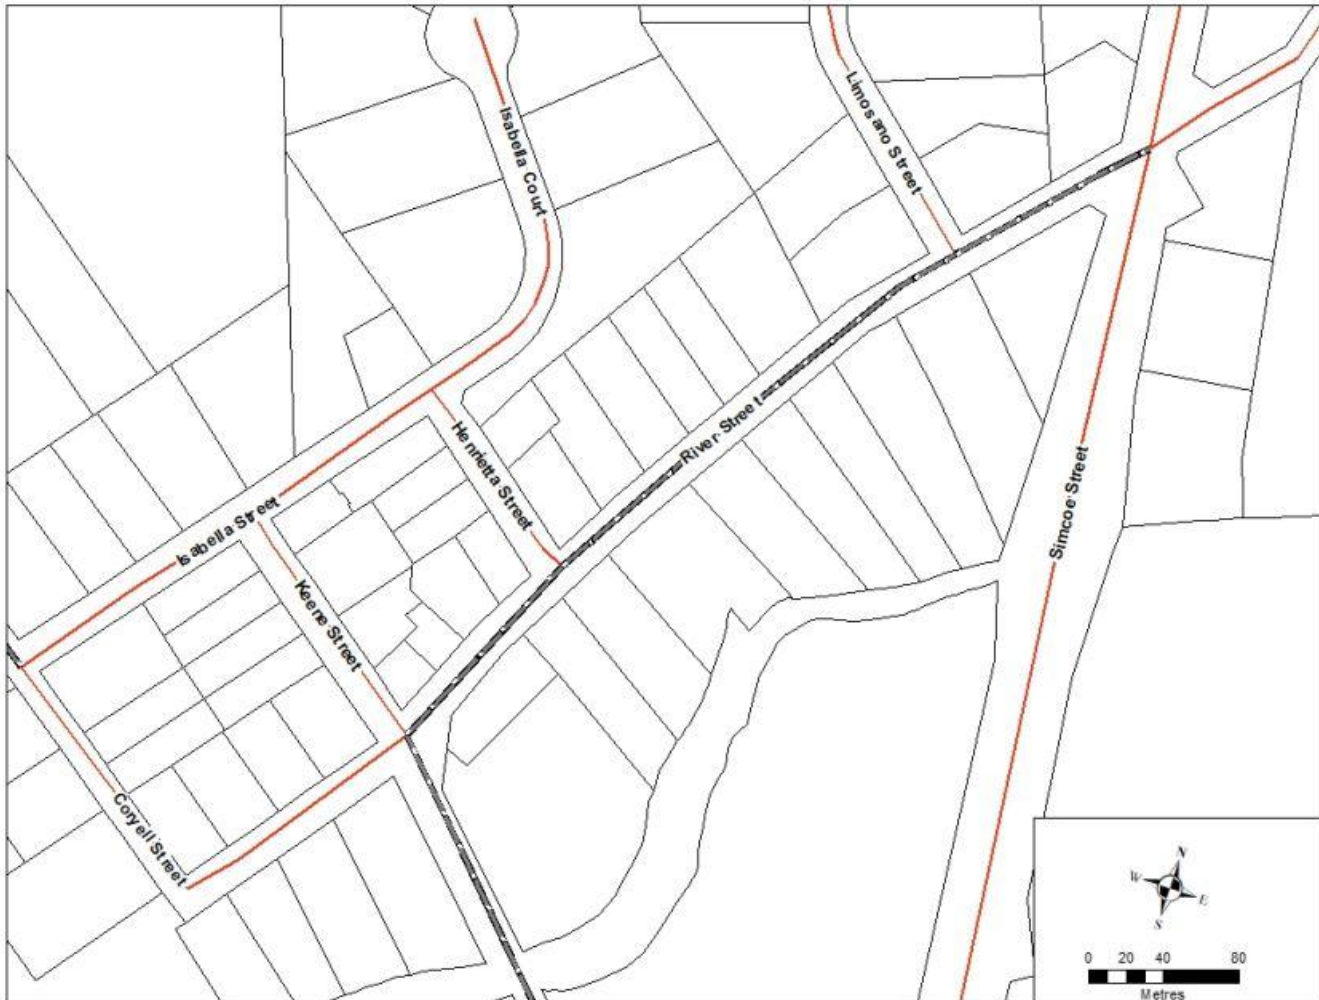 Isabella Court
Limosano Street
Henrietta Street
River Street
Isabella Street
Simcoe Street
Keene Street
Coryell Street
N
W
E
S
0 20 40 80
Metres